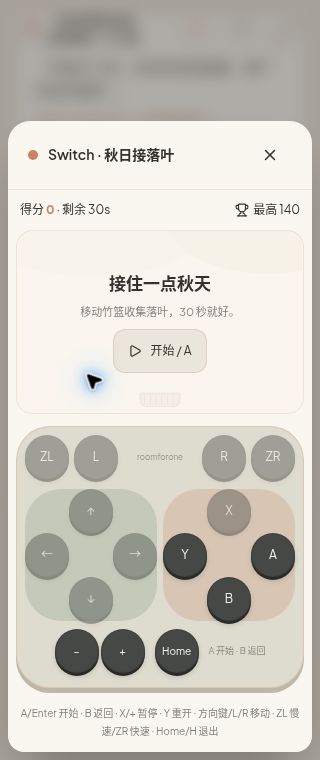 Switch · 秋日接落叶
得分 0 · 剩余 30s
最高 140
接住一点秋天
移动竹篮收集落叶，30 秒就好。
开始 / A
ZL L roomforone R ZR
↑ X
← → Y A
↓ B
− + Home A 开始 · B 返回
A/Enter 开始 · B 返回 · X/+ 暂停 · Y 重开 · 方向键/L/R 移动 · ZL 慢
速/ZR 快速 · Home/H 退出